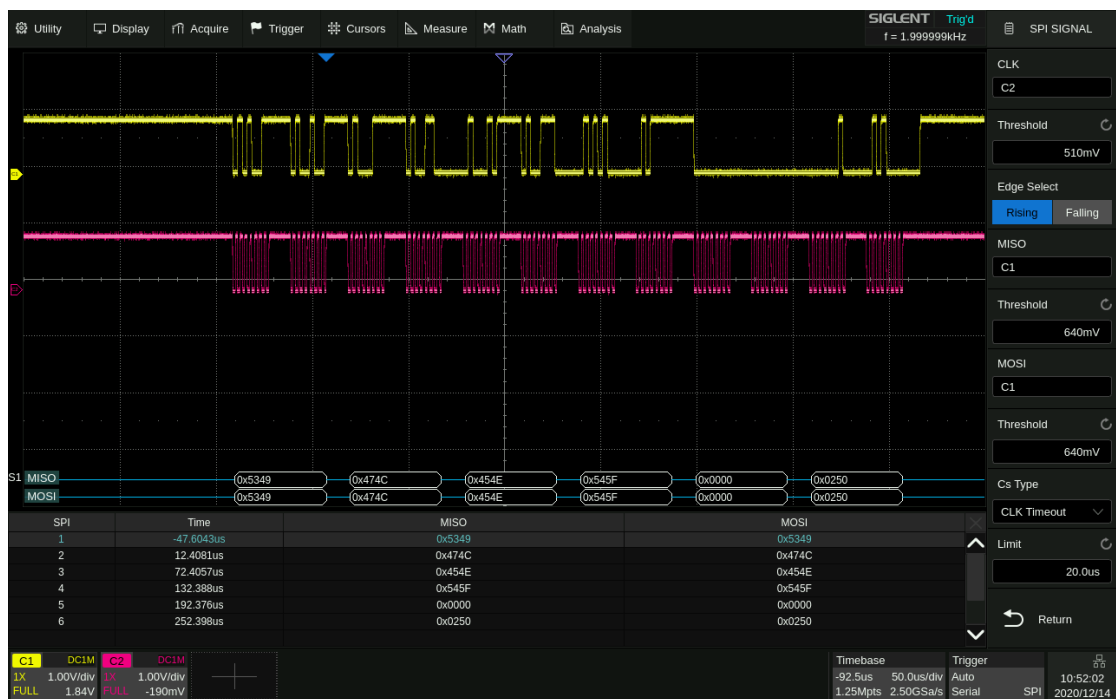 Utility Display Acquire Trigger Cursors Measure Math Analysis
SIGLENT Trig'd
f = 1.999999kHz
SPI SIGNAL
CLK
C2
Threshold
510mV
Edge Select
Rising Falling
MISO
C1
Threshold
640mV
MOSI
C1
Threshold
640mV
Cs Type
CLK Timeout
Limit
20.0us
Return
S1 MISO 0x5349 0x474C 0x454E 0x545F 0x0000 0x0250
MOSI 0x5349 0x474C 0x454E 0x545F 0x0000 0x0250
SPI Time MISO MOSI
1 -47.6043us 0x5349 0x5349
2 12.4081us 0x474C 0x474C
3 72.4057us 0x454E 0x454E
4 132.388us 0x545F 0x545F
5 192.376us 0x0000 0x0000
6 252.398us 0x0250 0x0250
C1 DC1M
1X 1.00V/div
FULL 1.84V
C2 DC1M
1X 1.00V/div
FULL -190mV
Timebase
-92.5us 50.0us/div
1.25Mpts 2.50GSa/s
Trigger
Auto
Serial SPI
10:52:02
2020/12/14